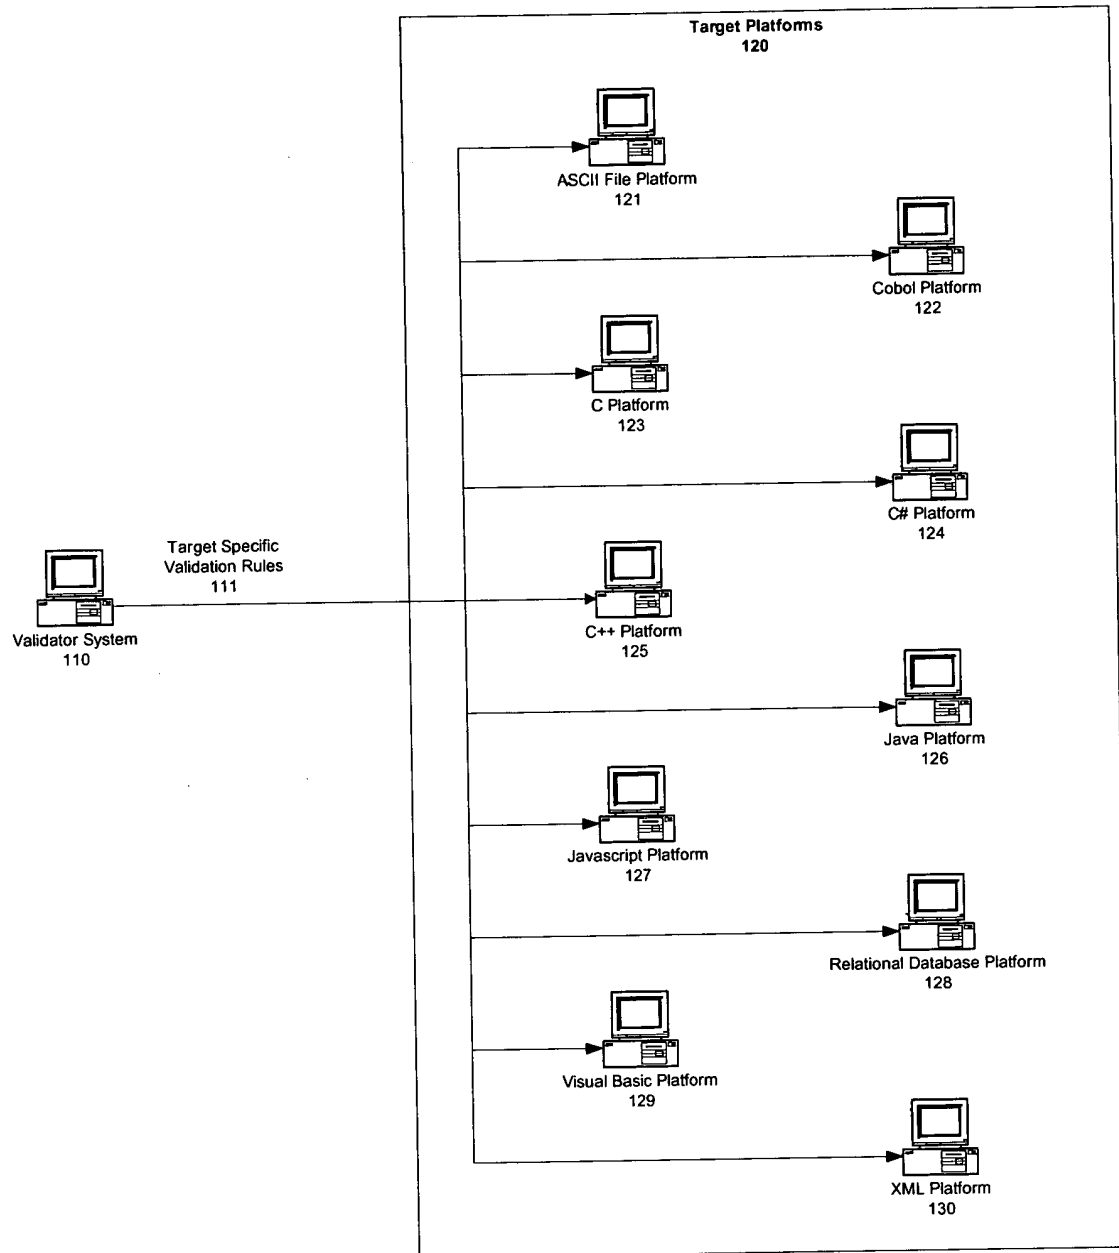 Target Platforms
120
ASCII File Platform
121
Cobol Platform
122
C Platform
123
C# Platform
124
Target Specific
Validation Rules
111
Validator System
110
C++ Platform
125
Java Platform
126
Javascript Platform
127
Relational Database Platform
128
Visual Basic Platform
129
XML Platform
130